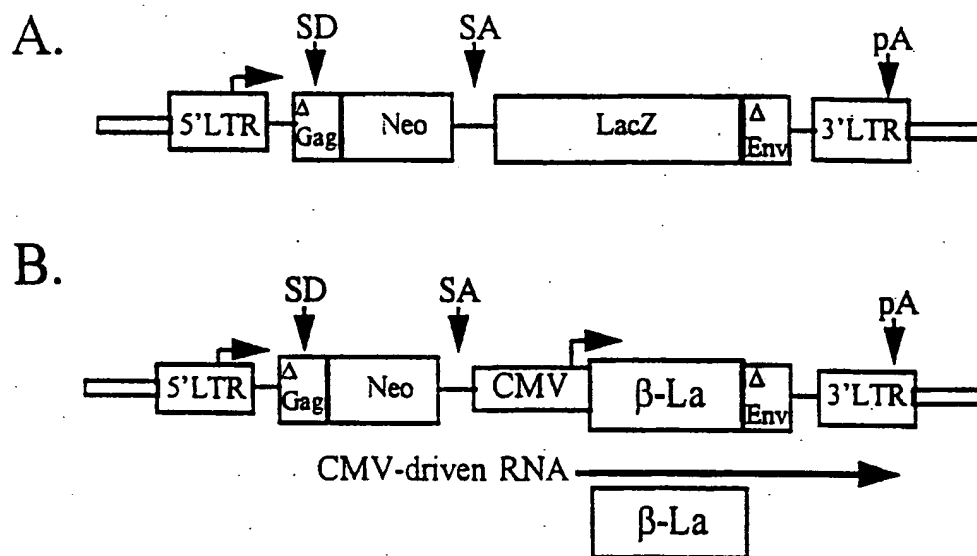 A.
SD SA pA
5'LTR Δ Gag Neo LacZ Δ Env 3'LTR
B.
SD SA pA
5'LTR Δ Gag Neo CMV β-La Δ Env 3'LTR
CMV-driven RNA
β-La